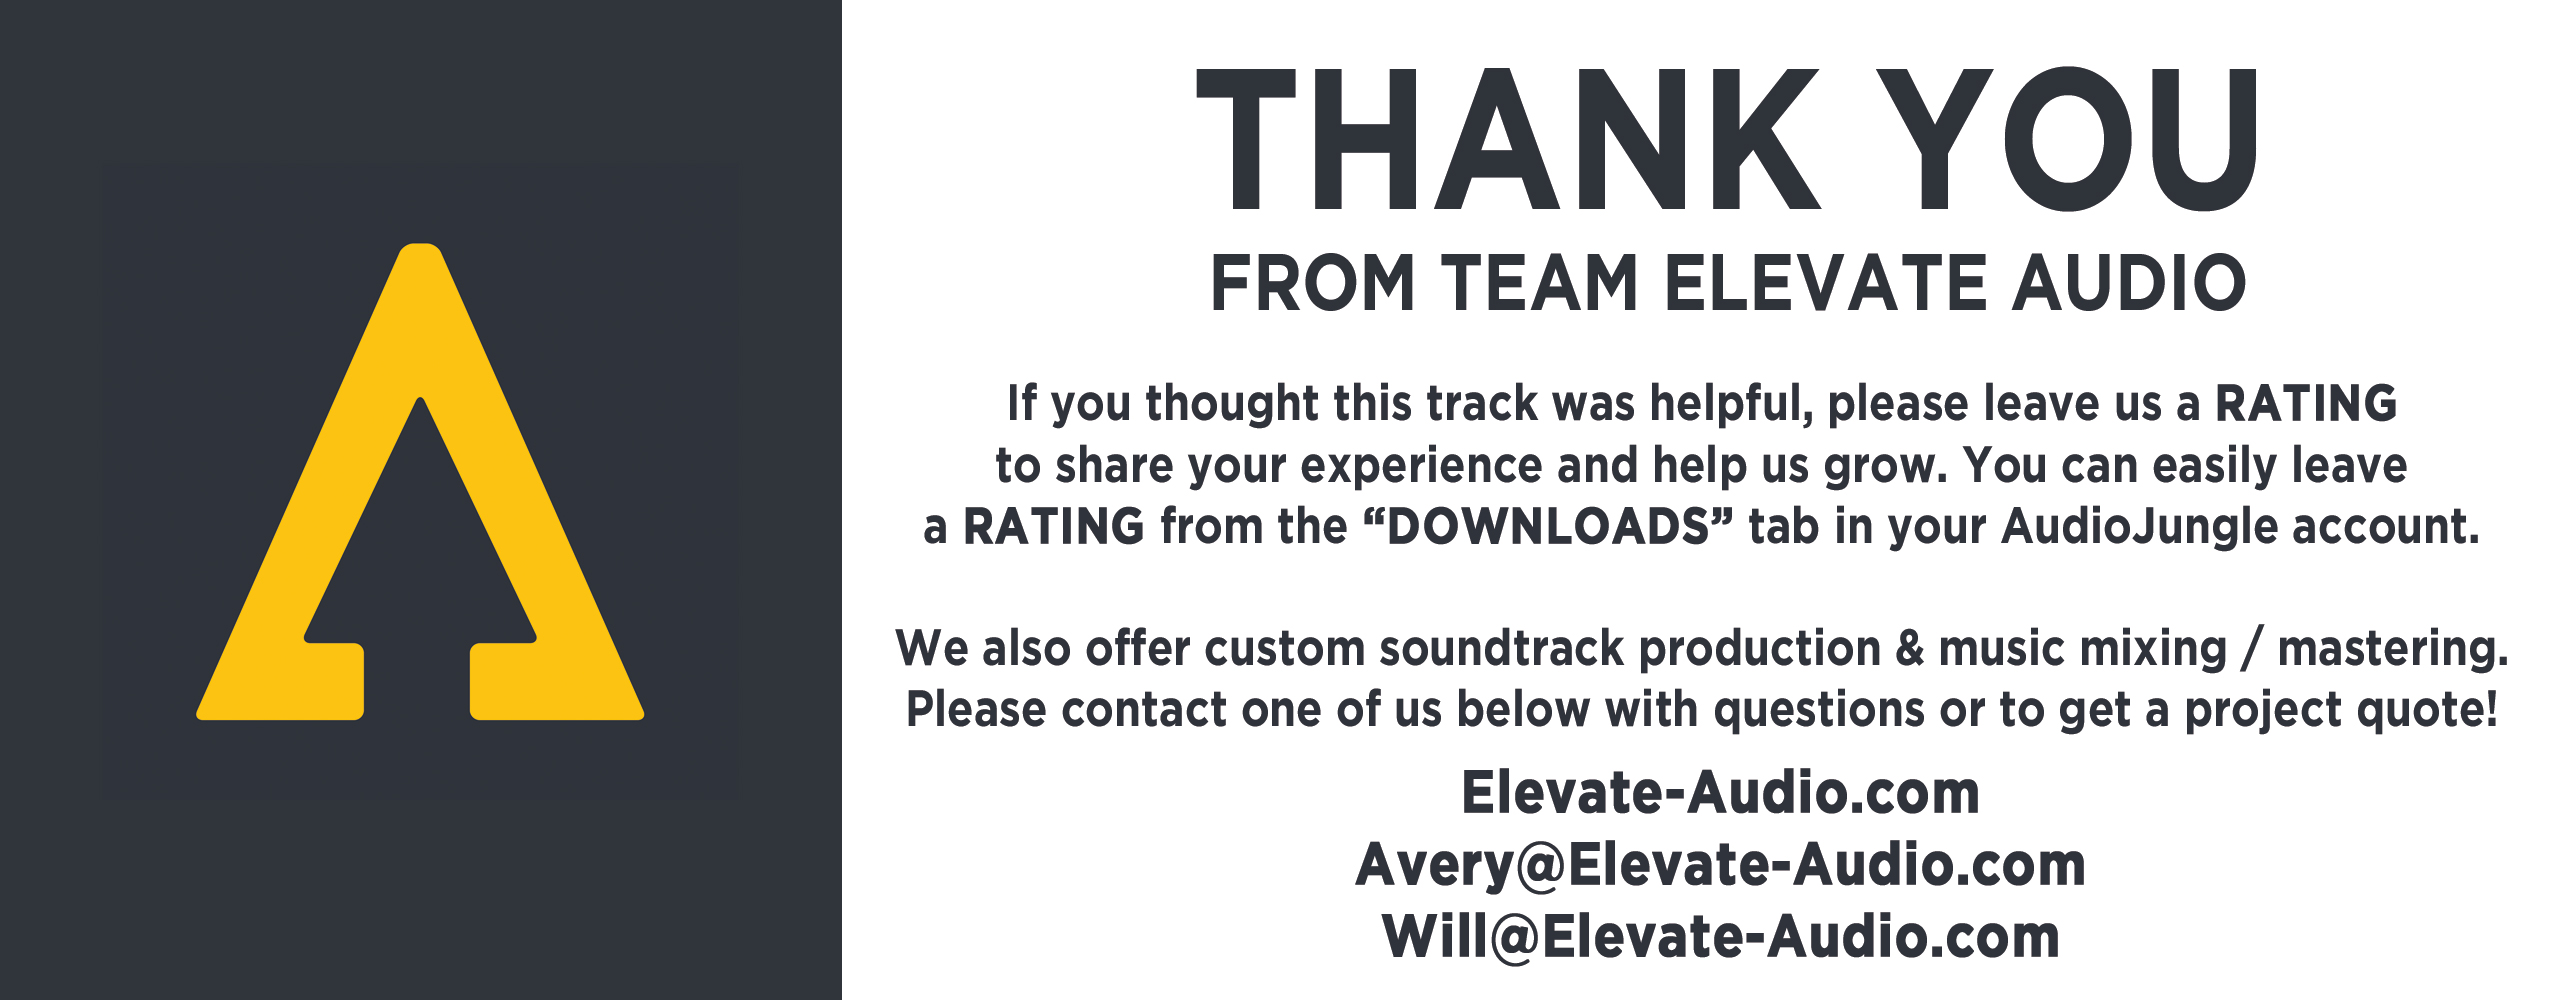 THANK YOU
FROM TEAM ELEVATE AUDIO
If you thought this track was helpful, please leave us a RATING
to share your experience and help us grow. You can easily leave
a RATING from the “DOWNLOADS” tab in your AudioJungle account.
We also offer custom soundtrack production & music mixing / mastering.
Please contact one of us below with questions or to get a project quote!
Elevate-Audio.com
Avery@Elevate-Audio.com
Will@Elevate-Audio.com